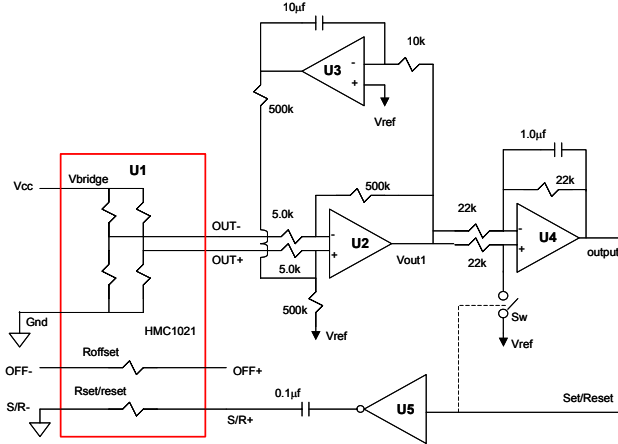 10µf
10k
U3
-
+
Vref
500k
U1
1.0µf
Vcc
Vbridge
500k
22k
OUT-
5.0k
22k
-
+
U2
-
+
U4
OUT+
5.0k
Vout1
22k
output
500k
Gnd
HMC1021
Vref
Sw
Vref
Roffset
OFF-
OFF+
Rset/reset
0.1µf
S/R-
S/R+
U5
Set/Reset